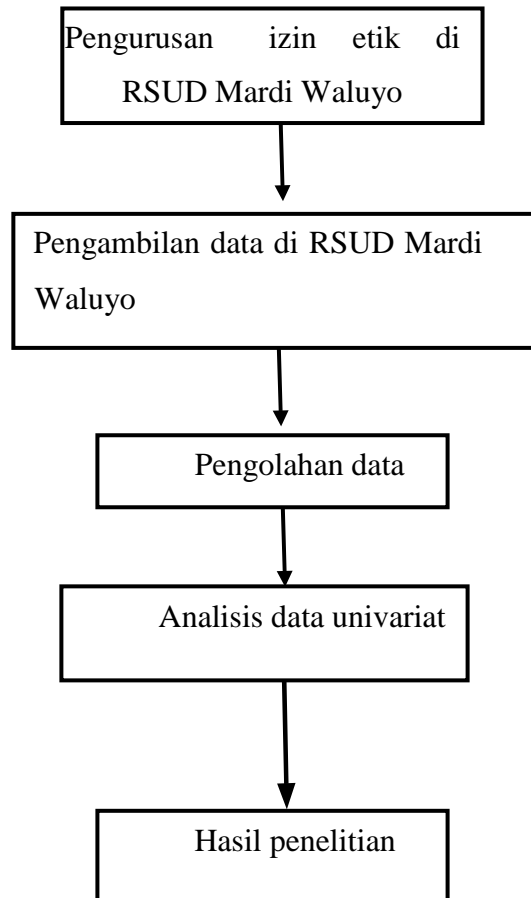 Pengurusan izin etik di
RSUD Mardi Waluyo
Pengambilan data di RSUD Mardi
Waluyo
Pengolahan data
Analisis data univariat
Hasil penelitian